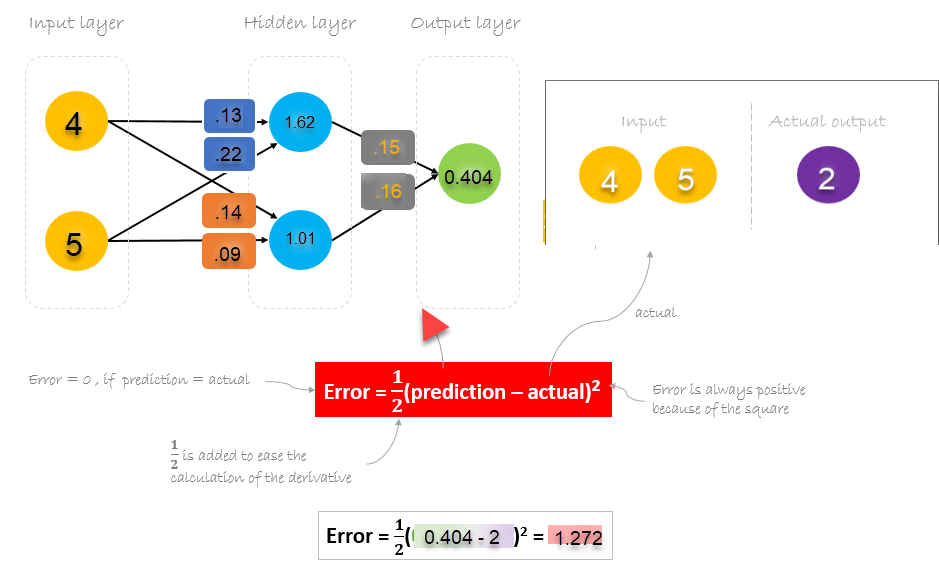 Input layer Hidden layer Output layer
4 .13 1.62
.22 .15
0.404
.16
5 .14 1.01
.09
Input Actual output
4 5 2
actual
Error = 0 , if prediction = actual
Error = 1/2(prediction – actual)²
Error is always positive
because of the square
1/2 is added to ease the
calculation of the derivative
Error = 1/2( 0.404 - 2 )² = 1.272